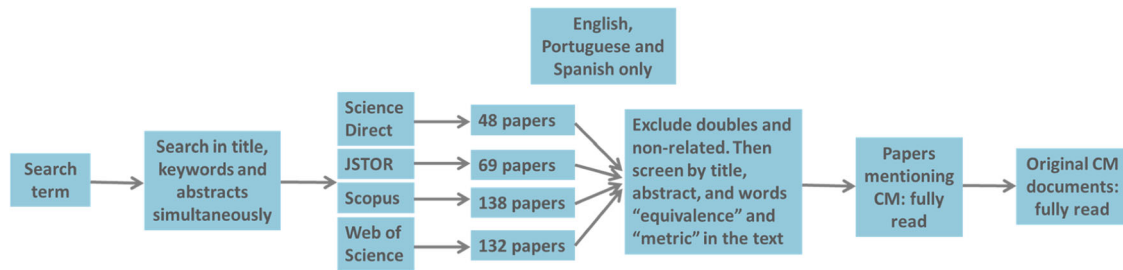 English,
Portuguese and
Spanish only
Search
term
Search in title,
keywords and
abstracts
simultaneously
Science
Direct
JSTOR
Scopus
Web of
Science
48 papers
69 papers
138 papers
132 papers
Exclude doubles and
non-related. Then
screen by title,
abstract, and words
“equivalence” and
“metric” in the text
Papers
mentioning
CM: fully
read
Original CM
documents:
fully read